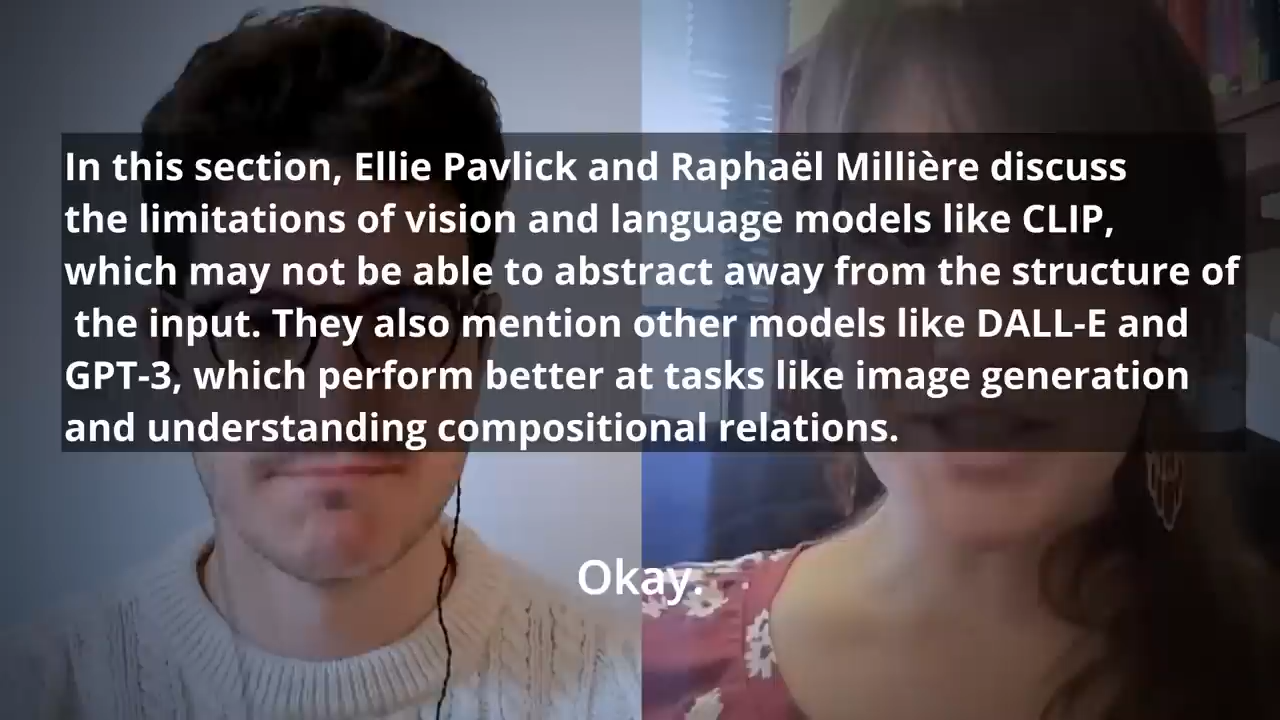 In this section, Ellie Pavlick and Raphaël Millière discuss
the limitations of vision and language models like CLIP,
which may not be able to abstract away from the structure of
the input. They also mention other models like DALL-E and
GPT-3, which perform better at tasks like image generation
and understanding compositional relations.
Okay.